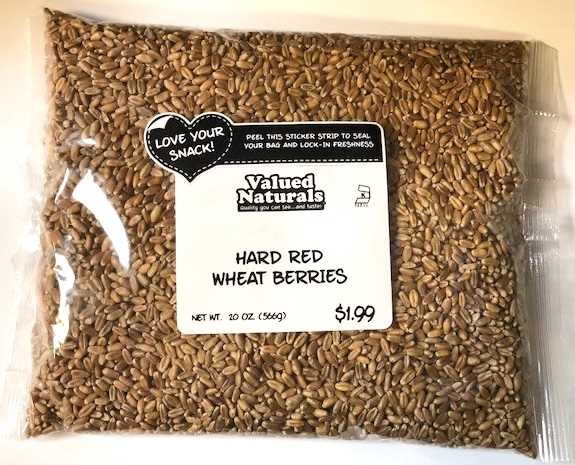 LOVE YOUR
SNACK!
PEEL THIS STICKER STRIP TO SEAL
YOUR BAG AND LOCK-IN FRESHNESS
Valued
Naturals
Quality you can see...and taste!
K
HARD RED
WHEAT BERRIES
NET WT. 20 OZ. (566g)
$1.99